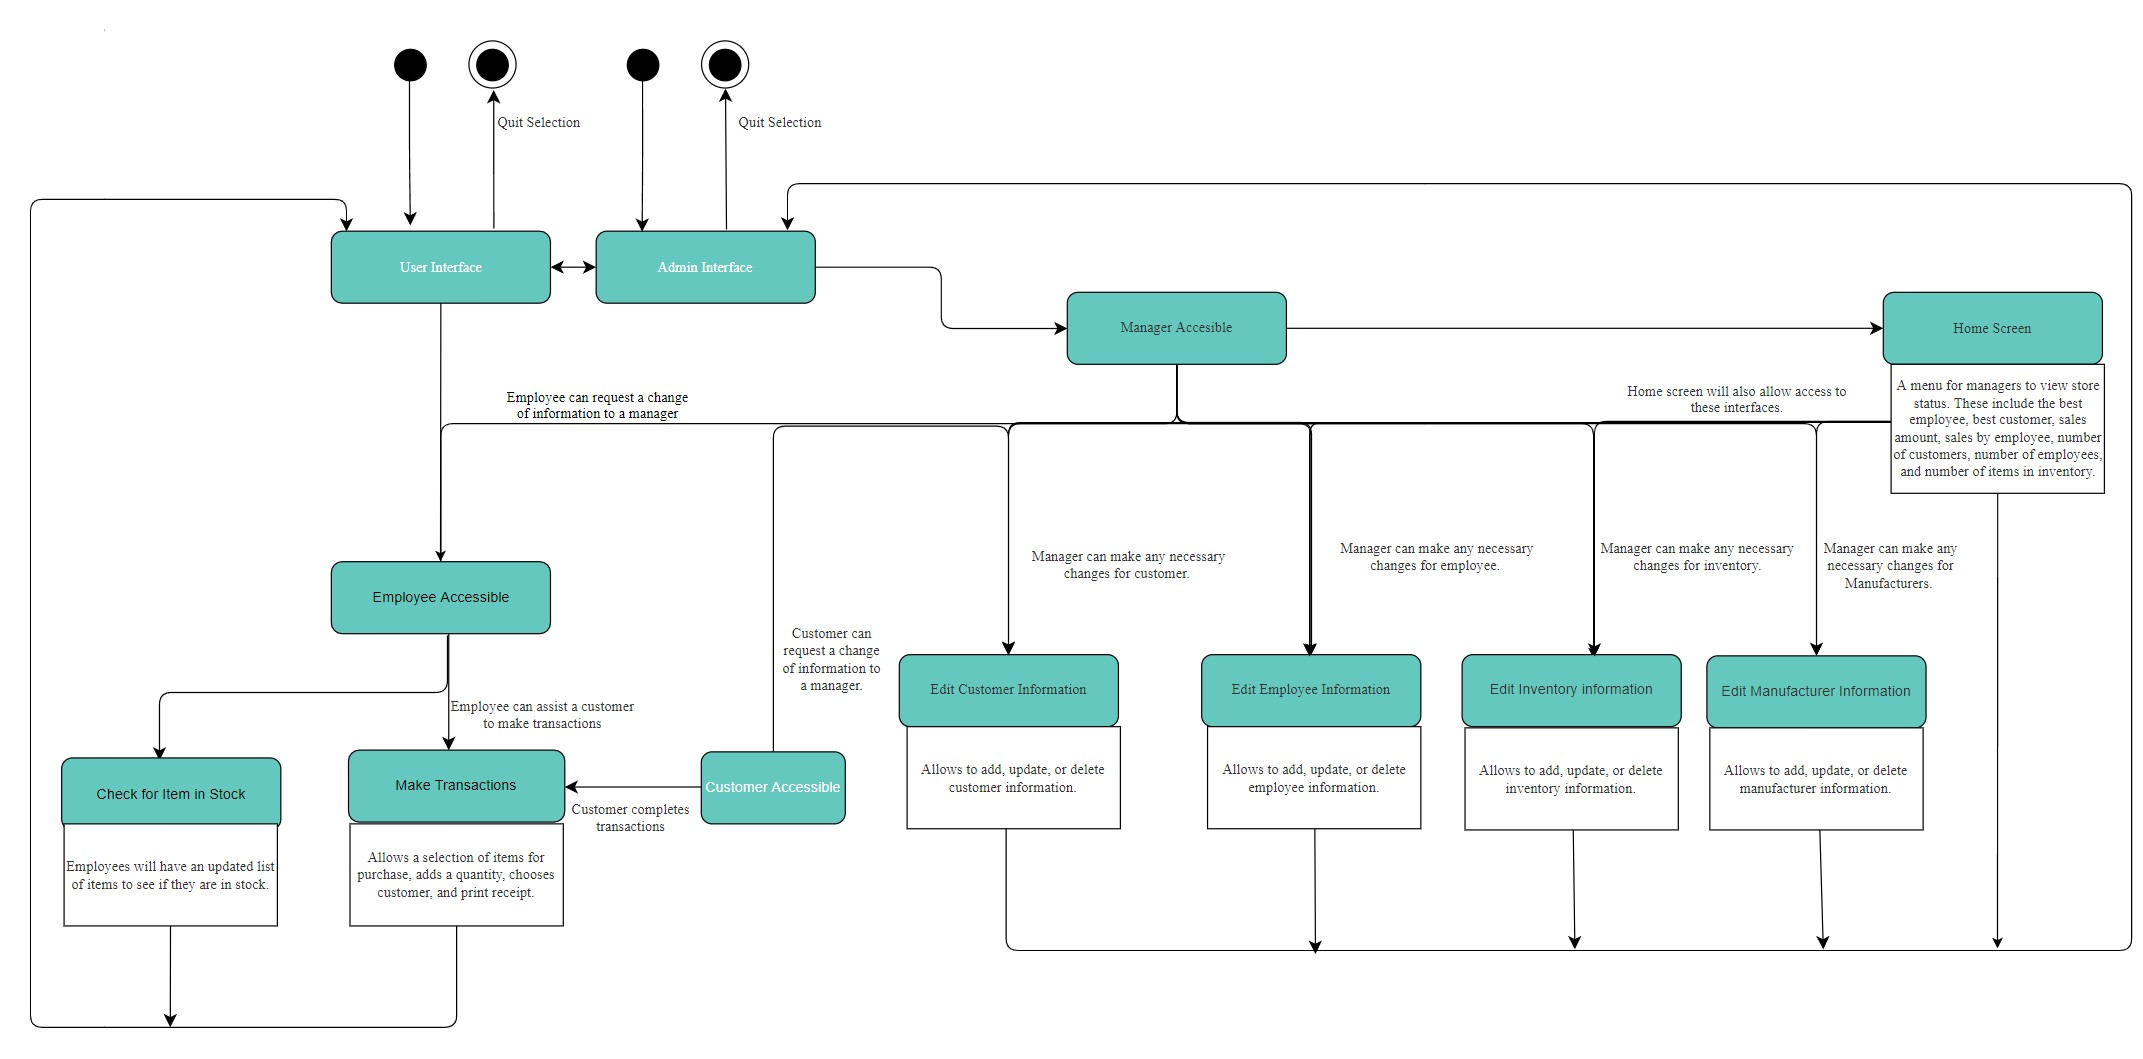 Quit Selection
Quit Selection
User Interface
Admin Interface
Manager Accesible
Home Screen
A menu for managers to view store
status. These include the best
employee, best customer, sales
amount, sales by employee, number
of customers, number of employees,
and number of items in inventory.
Home screen will also allow access to
these interfaces.
Employee can request a change
of information to a manager
Manager can make any necessary
changes for customer.
Manager can make any necessary
changes for employee.
Manager can make any necessary
changes for inventory.
Manager can make any
necessary changes for
Manufacturers.
Employee Accessible
Customer can
request a change
of information to
a manager.
Edit Customer Information
Edit Employee Information
Edit Inventory information
Edit Manufacturer Information
Employee can assist a customer
to make transactions
Check for Item in Stock
Make Transactions
Customer Accessible
Customer completes
transactions
Allows to add, update, or delete
customer information.
Allows to add, update, or delete
employee information.
Allows to add, update, or delete
inventory information.
Allows to add, update, or delete
manufacturer information.
Employees will have an updated list
of items to see if they are in stock.
Allows a selection of items for
purchase, adds a quantity, chooses
customer, and print receipt.